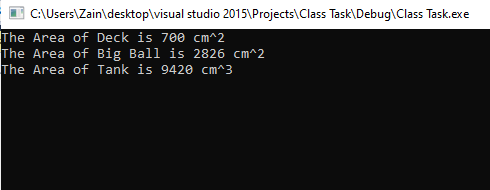 C:\Users\Zain\desktop\visual studio 2015\Projects\Class Task\Debug\Class Task.exe
The Area of Deck is 700 cm^2
The Area of Big Ball is 2826 cm^2
The Area of Tank is 9420 cm^3